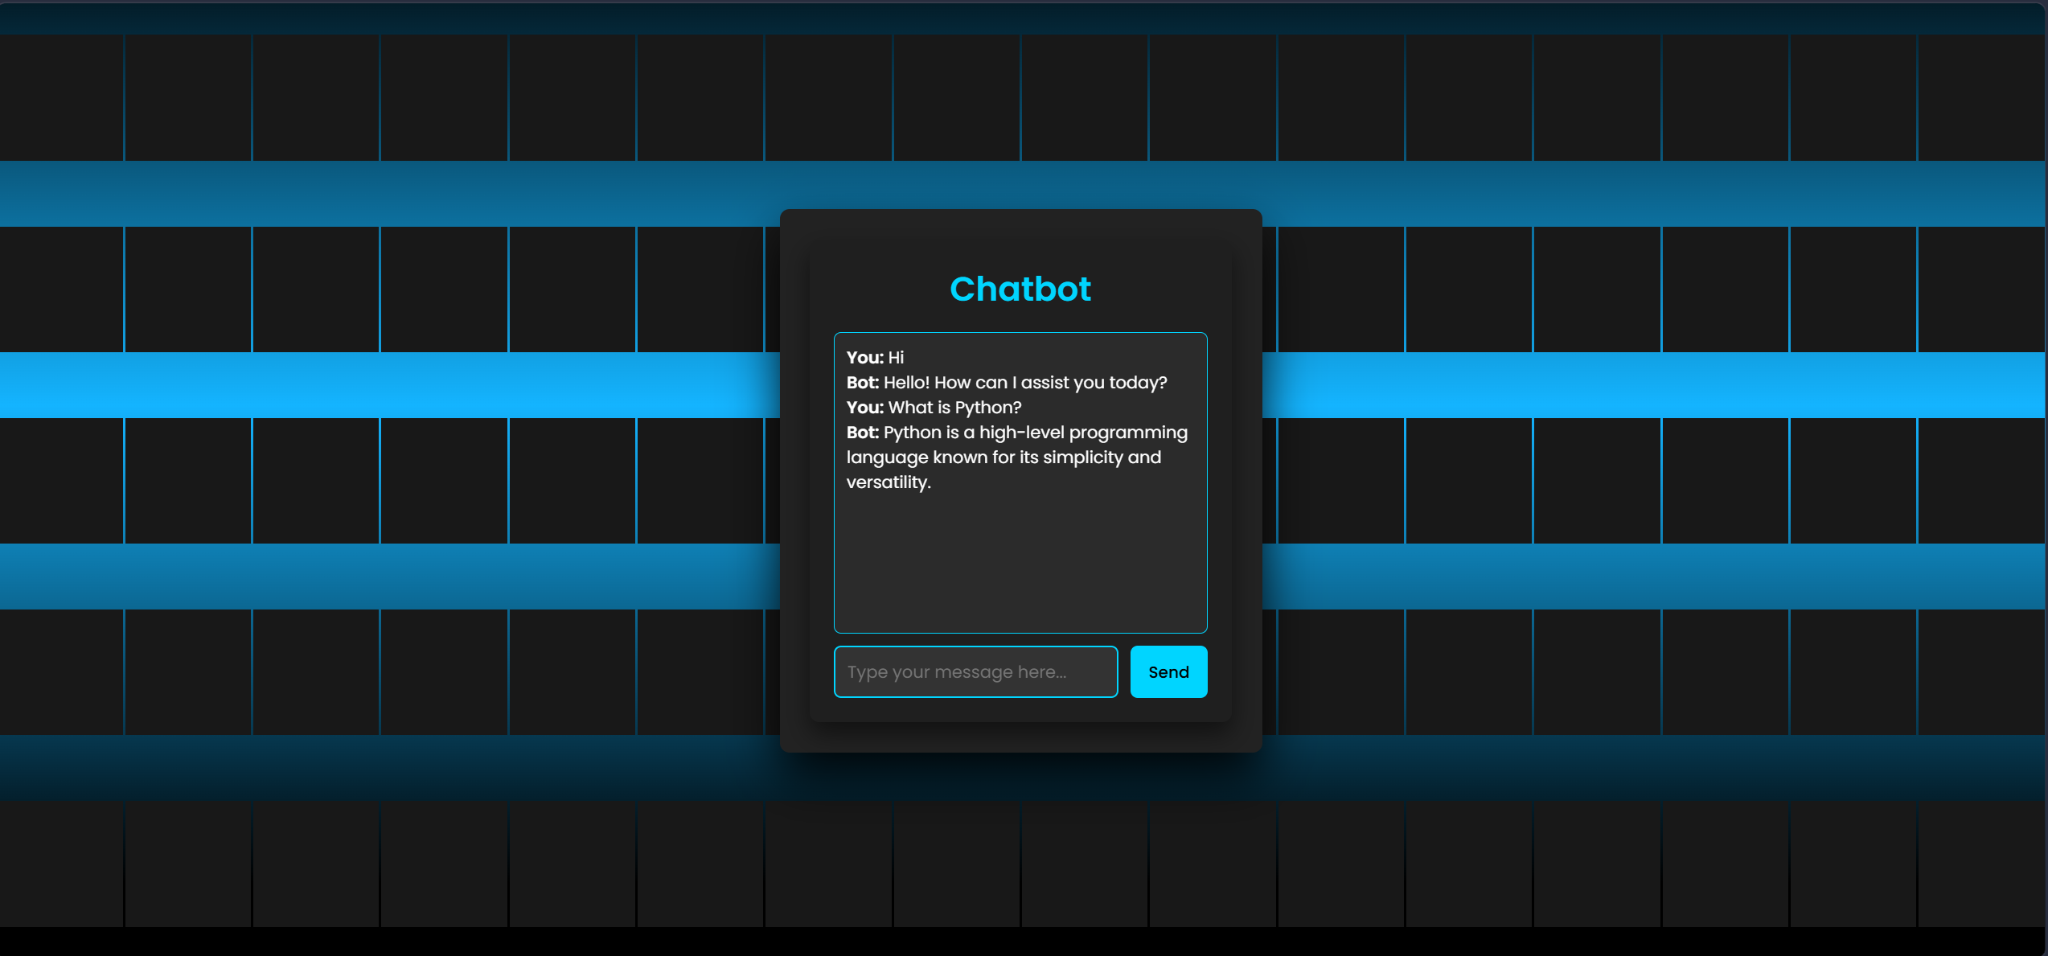 Chatbot
You: Hi
Bot: Hello! How can I assist you today?
You: What is Python?
Bot: Python is a high-level programming
language known for its simplicity and
versatility.
Type your message here...
Send